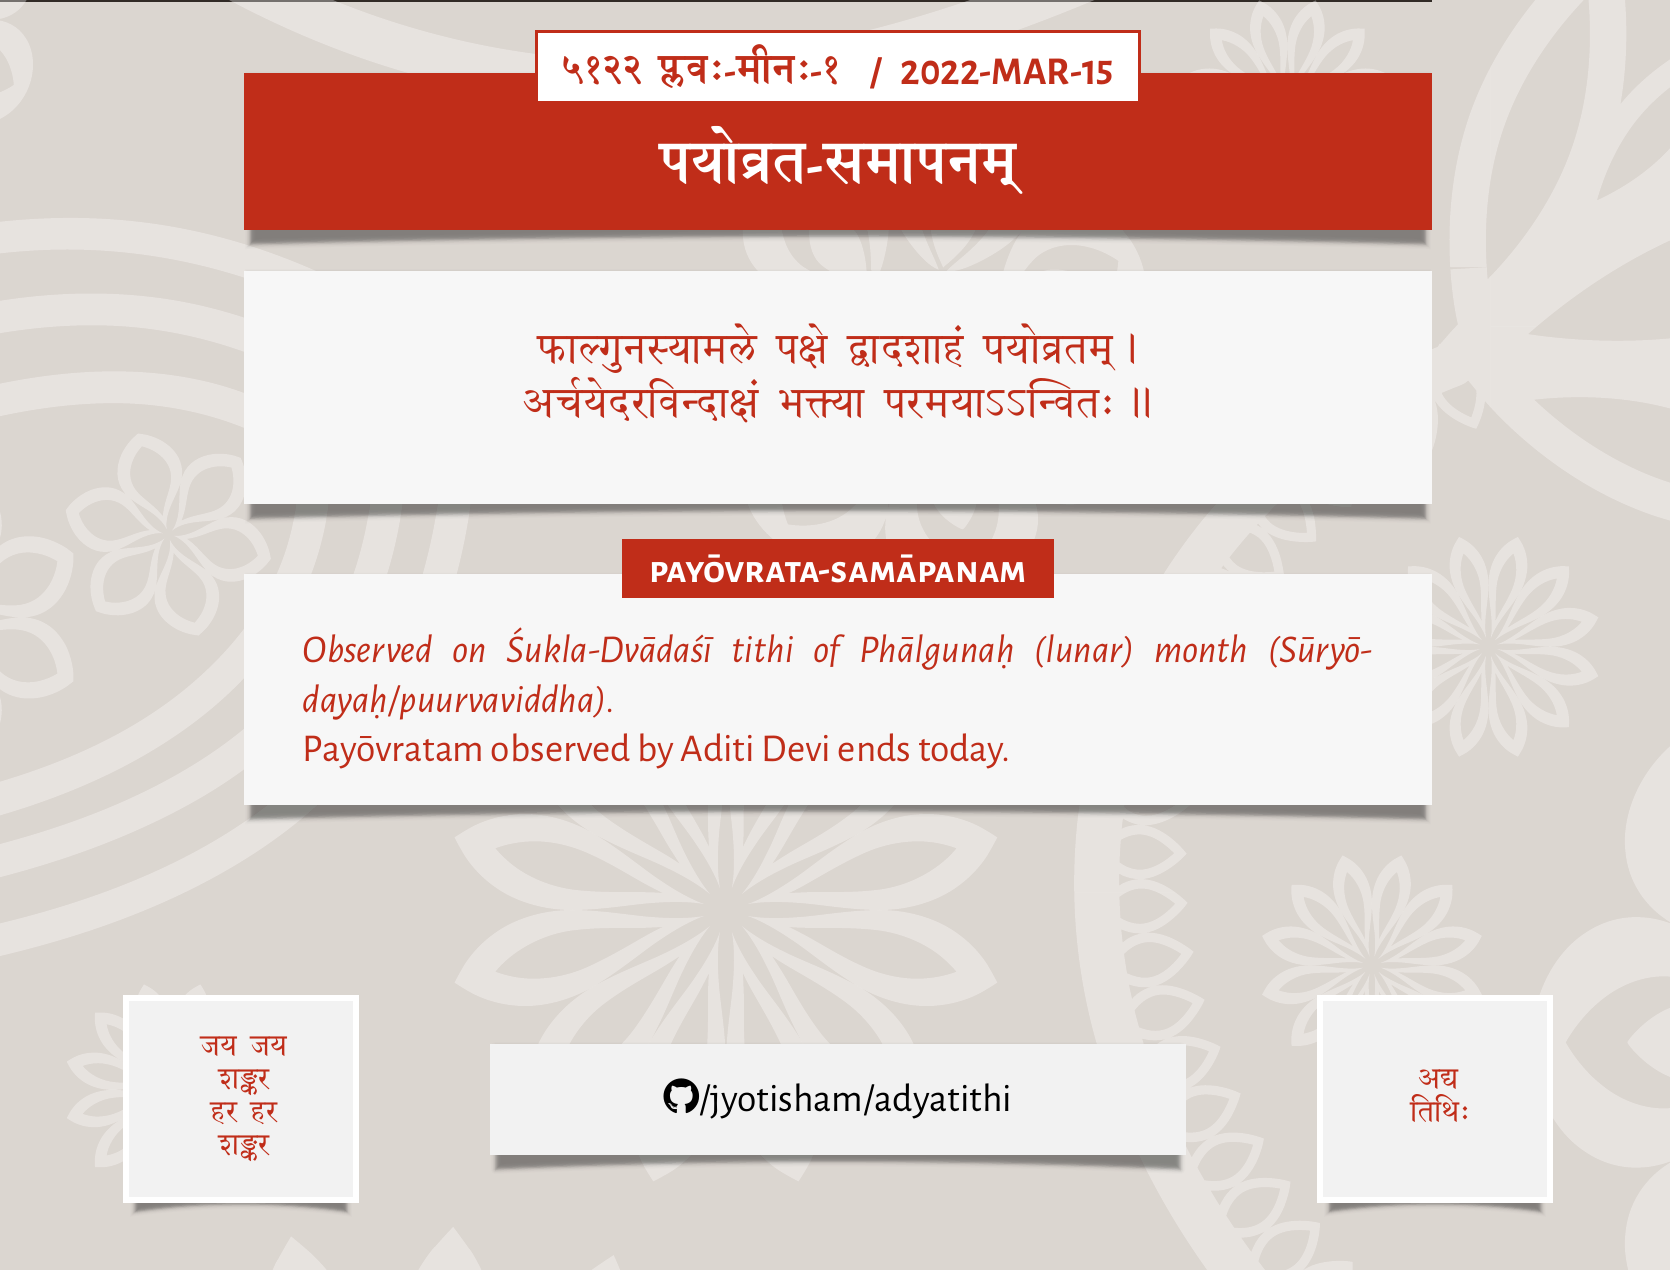 ५१२२ प्लवः-मीनः-१ / 2022-MAR-15
पयोव्रत-समापनम्
फाल्गुनस्यामले पक्षे द्वादशाहं पयोव्रतम् ।
अर्चयेदरविन्दाक्षं भक्त्या परमयाऽऽन्वितः ॥
PAYŌVRATA-SAMĀPANAM
Observed on Śukla-Dvādaśī tithi of Phālgunaḥ (lunar) month (Sūryō-
dayaḥ/puurvaviddha).
Payōvratam observed by Aditi Devi ends today.
जय जय
शङ्कर
हर हर
शङ्कर
/jyotisham/adyatithi
अद्य
तिथिः